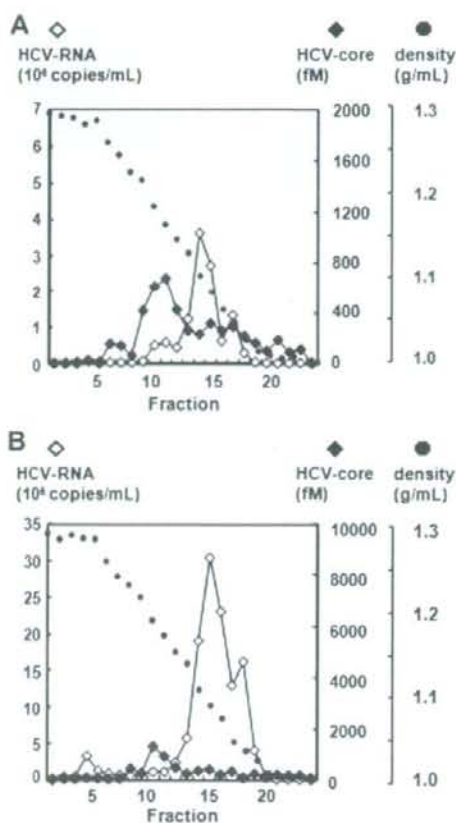 A
HCV-RNA
(10⁶ copies/mL)
HCV-core
(fM)
density
(g/mL)
7
6
5
4
3
2
1
0
2000
1600
1200
800
400
0
1.3
1.2
1.1
1.0
5 10 15 20
Fraction
B
HCV-RNA
(10⁶ copies/mL)
HCV-core
(fM)
density
(g/mL)
35
30
25
20
15
10
5
0
10000
8000
6000
4000
2000
0
1.3
1.2
1.1
1.0
5 10 15 20
Fraction